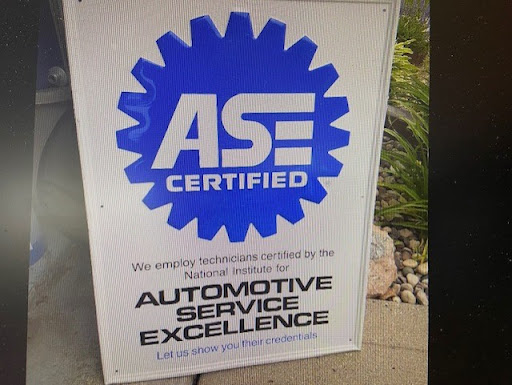 ASE
CERTIFIED
We employ technicians certified by the
National Institute for
AUTOMOTIVE
SERVICE
EXCELLENCE
Let us show you their credentials